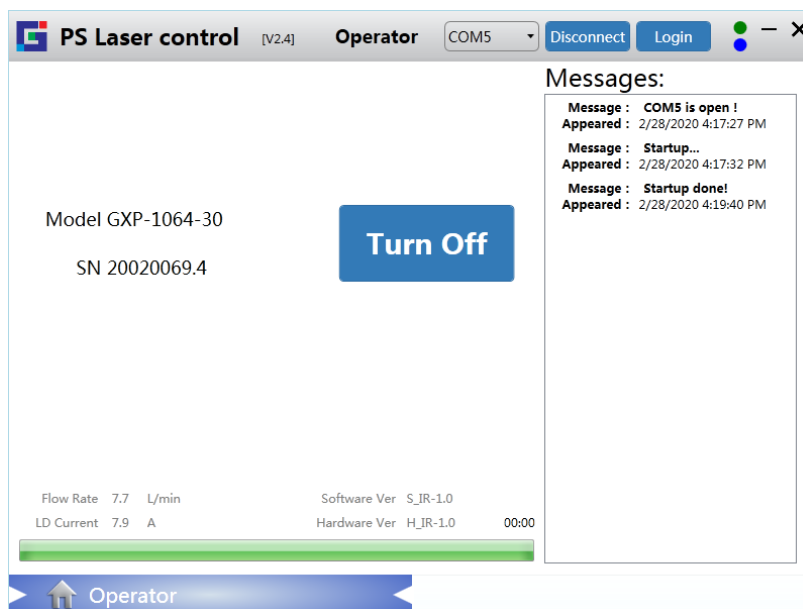 PS Laser control [V2.4] Operator COM5 Disconnect Login
Messages:
Message : COM5 is open !
Appeared : 2/28/2020 4:17:27 PM
Message : Startup...
Appeared : 2/28/2020 4:17:32 PM
Message : Startup done!
Appeared : 2/28/2020 4:19:40 PM
Model GXP-1064-30
SN 20020069.4
Turn Off
Flow Rate 7.7 L/min Software Ver S_IR-1.0
LD Current 7.9 A Hardware Ver H_IR-1.0 00:00
Operator